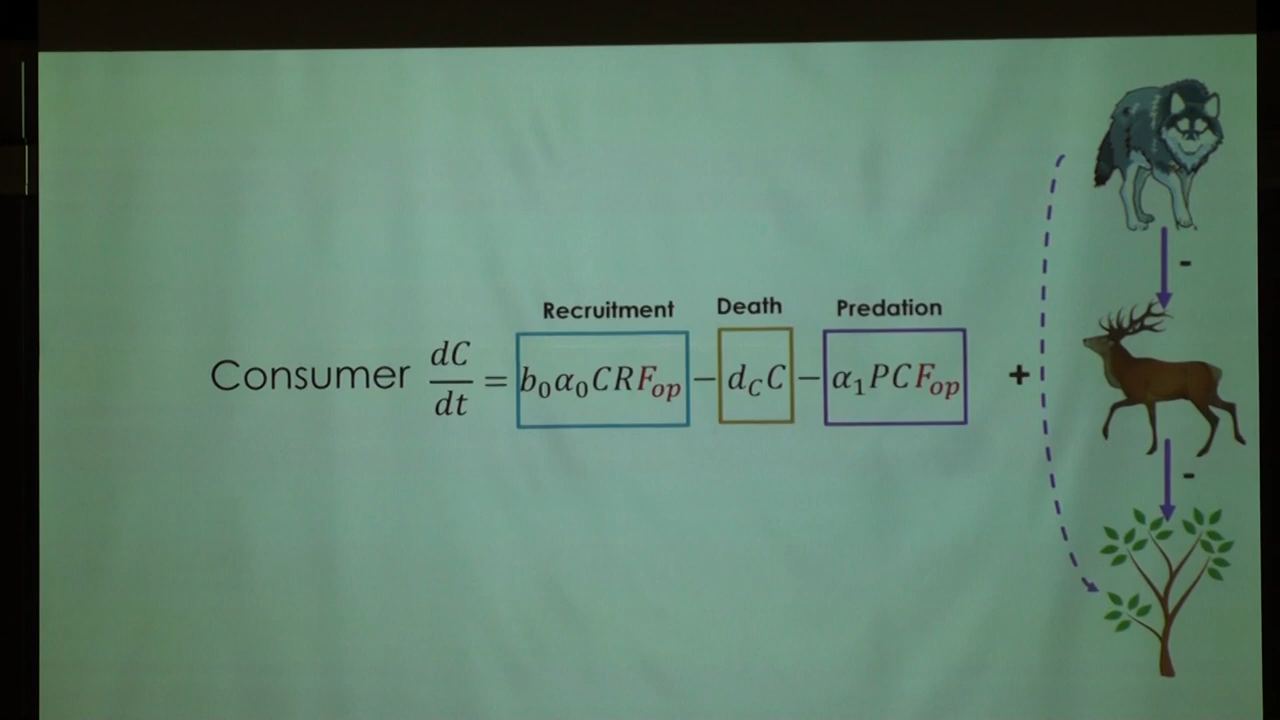 Recruitment Death Predation
Consumer dC/dt = b₀α₀CRF_op − d_C C − α₁PCF_op
+
-
-